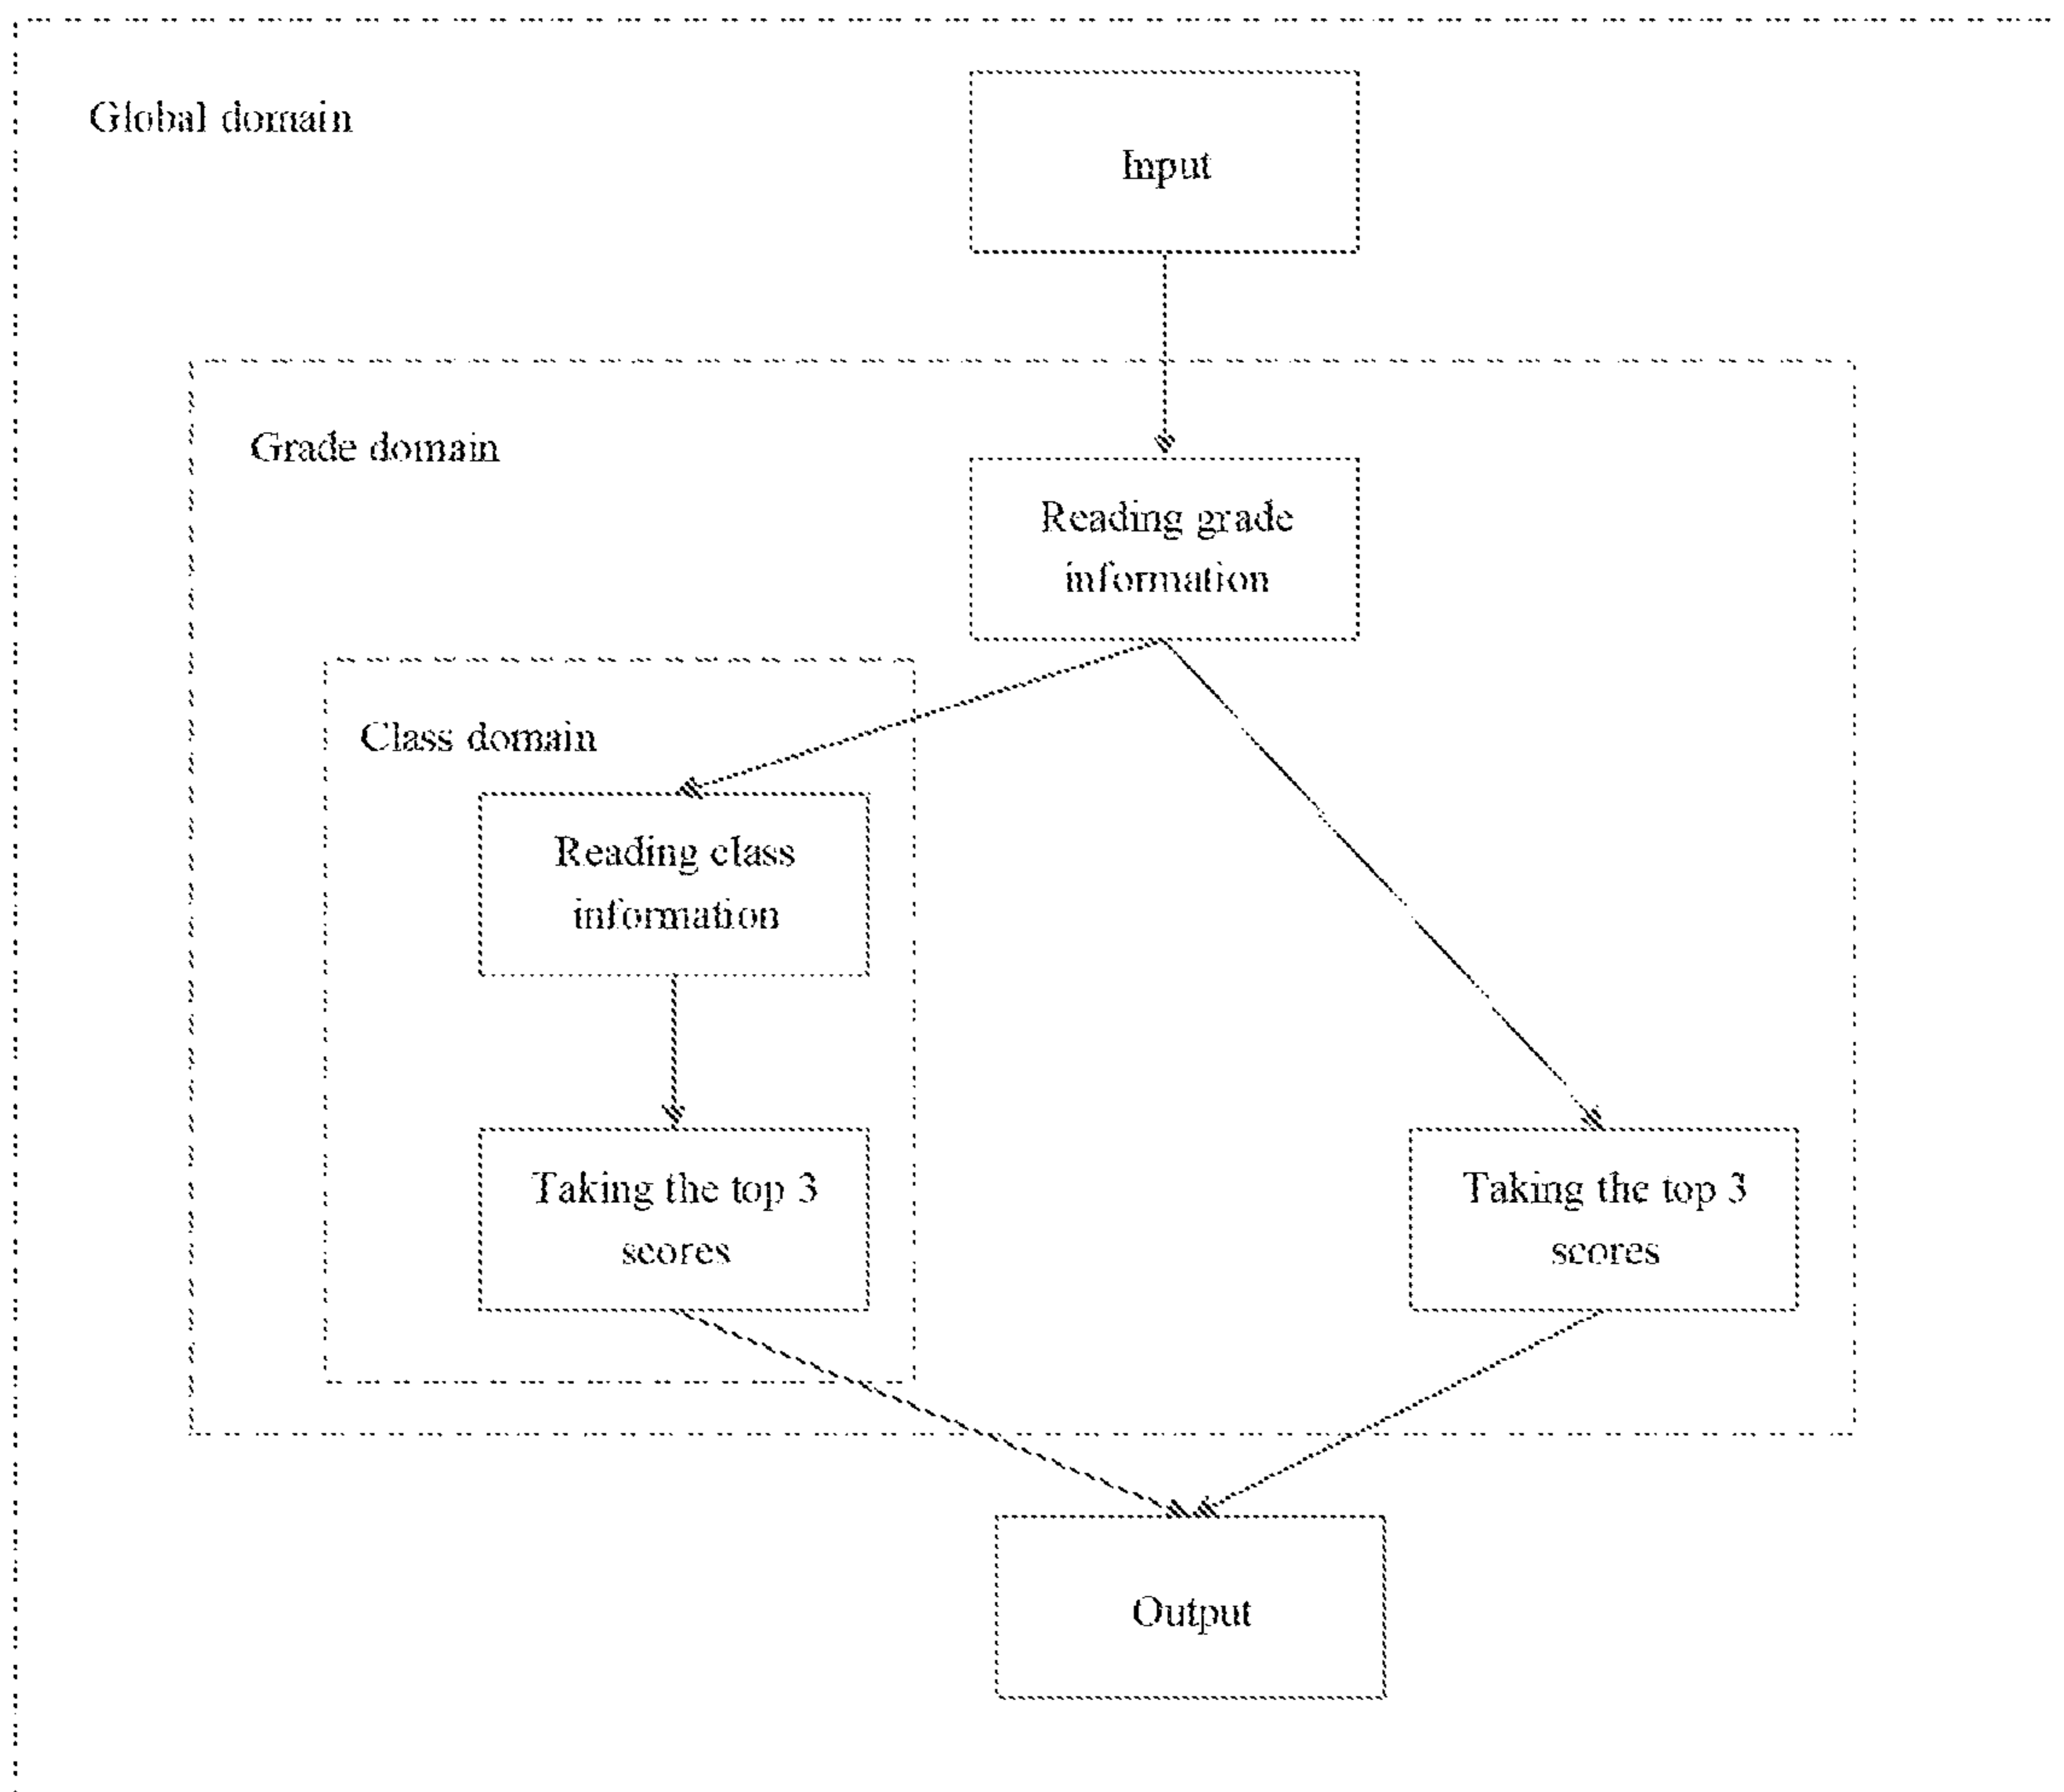 Global domain
Input
Grade domain
Reading grade
information
Class domain
Reading class
information
Taking the top 3
scores
Taking the top 3
scores
Output